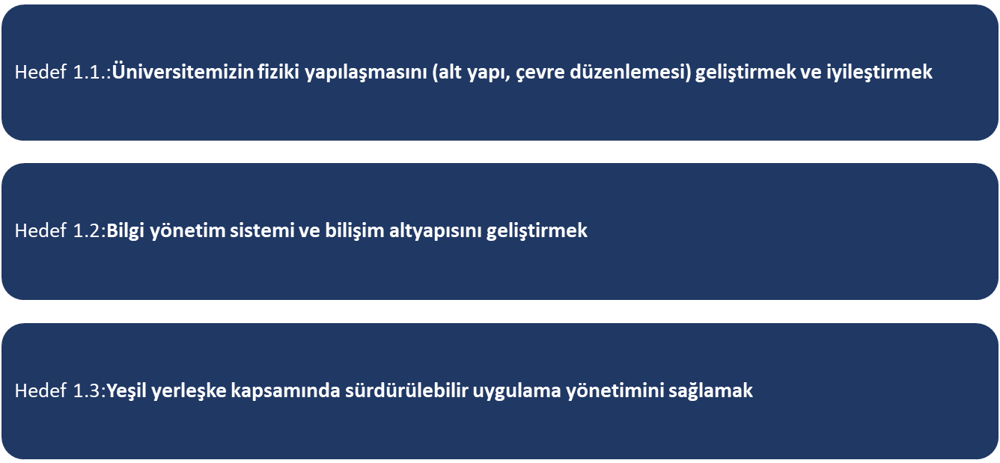 Hedef 1.1.:Üniversitemizin fiziki yapılaşmasını (alt yapı, çevre düzenlemesi) geliştirmek ve iyileştirmek
Hedef 1.2:Bilgi yönetim sistemi ve bilişim altyapısını geliştirmek
Hedef 1.3:Yeşil yerleşke kapsamında sürdürülebilir uygulama yönetimini sağlamak